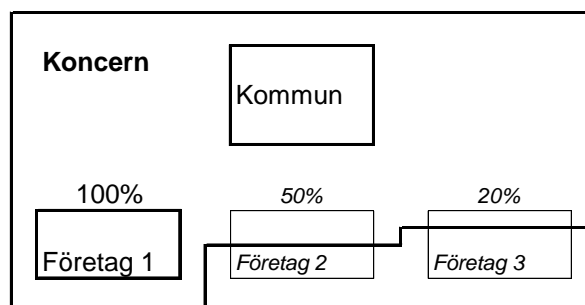 Koncern
Kommun
100%
50%
20%
Företag 1
Företag 2
Företag 3